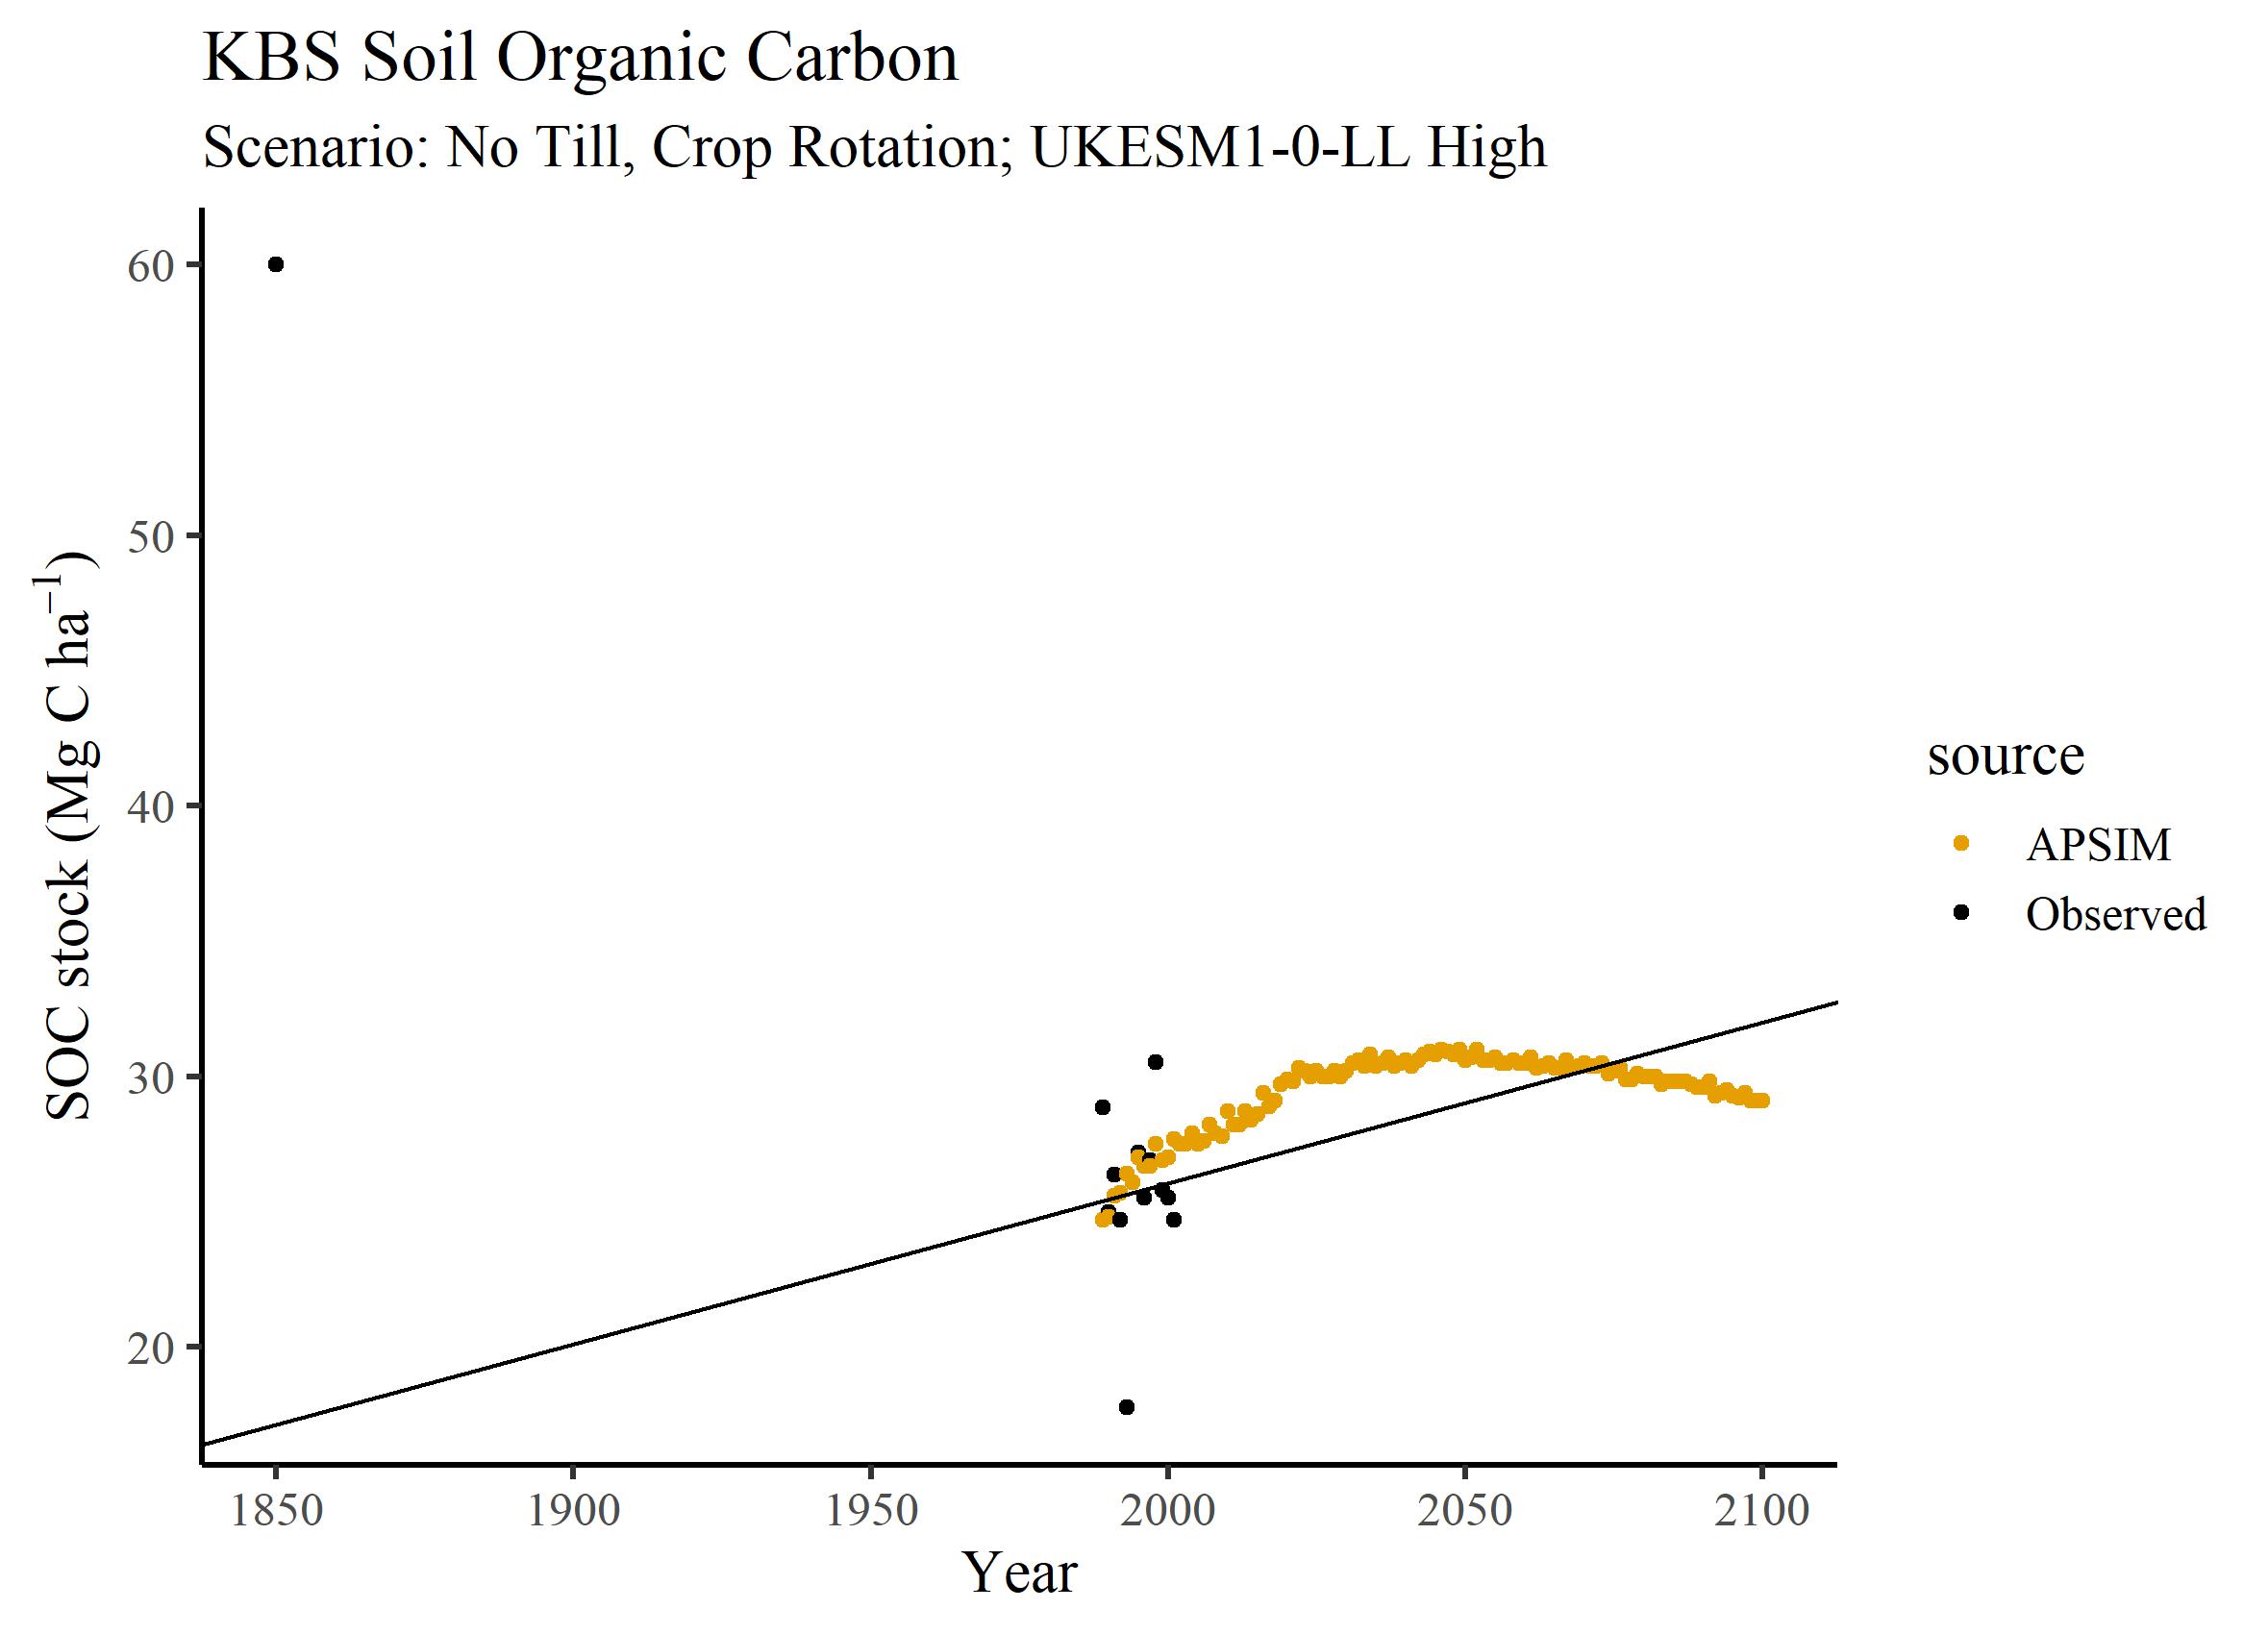 KBS Soil Organic Carbon
Scenario: No Till, Crop Rotation; UKESM1-0-LL High
SOC stock (Mg C ha⁻¹)
60
50
40
30
20
1850 1900 1950 2000 2050 2100
Year
source
APSIM
Observed